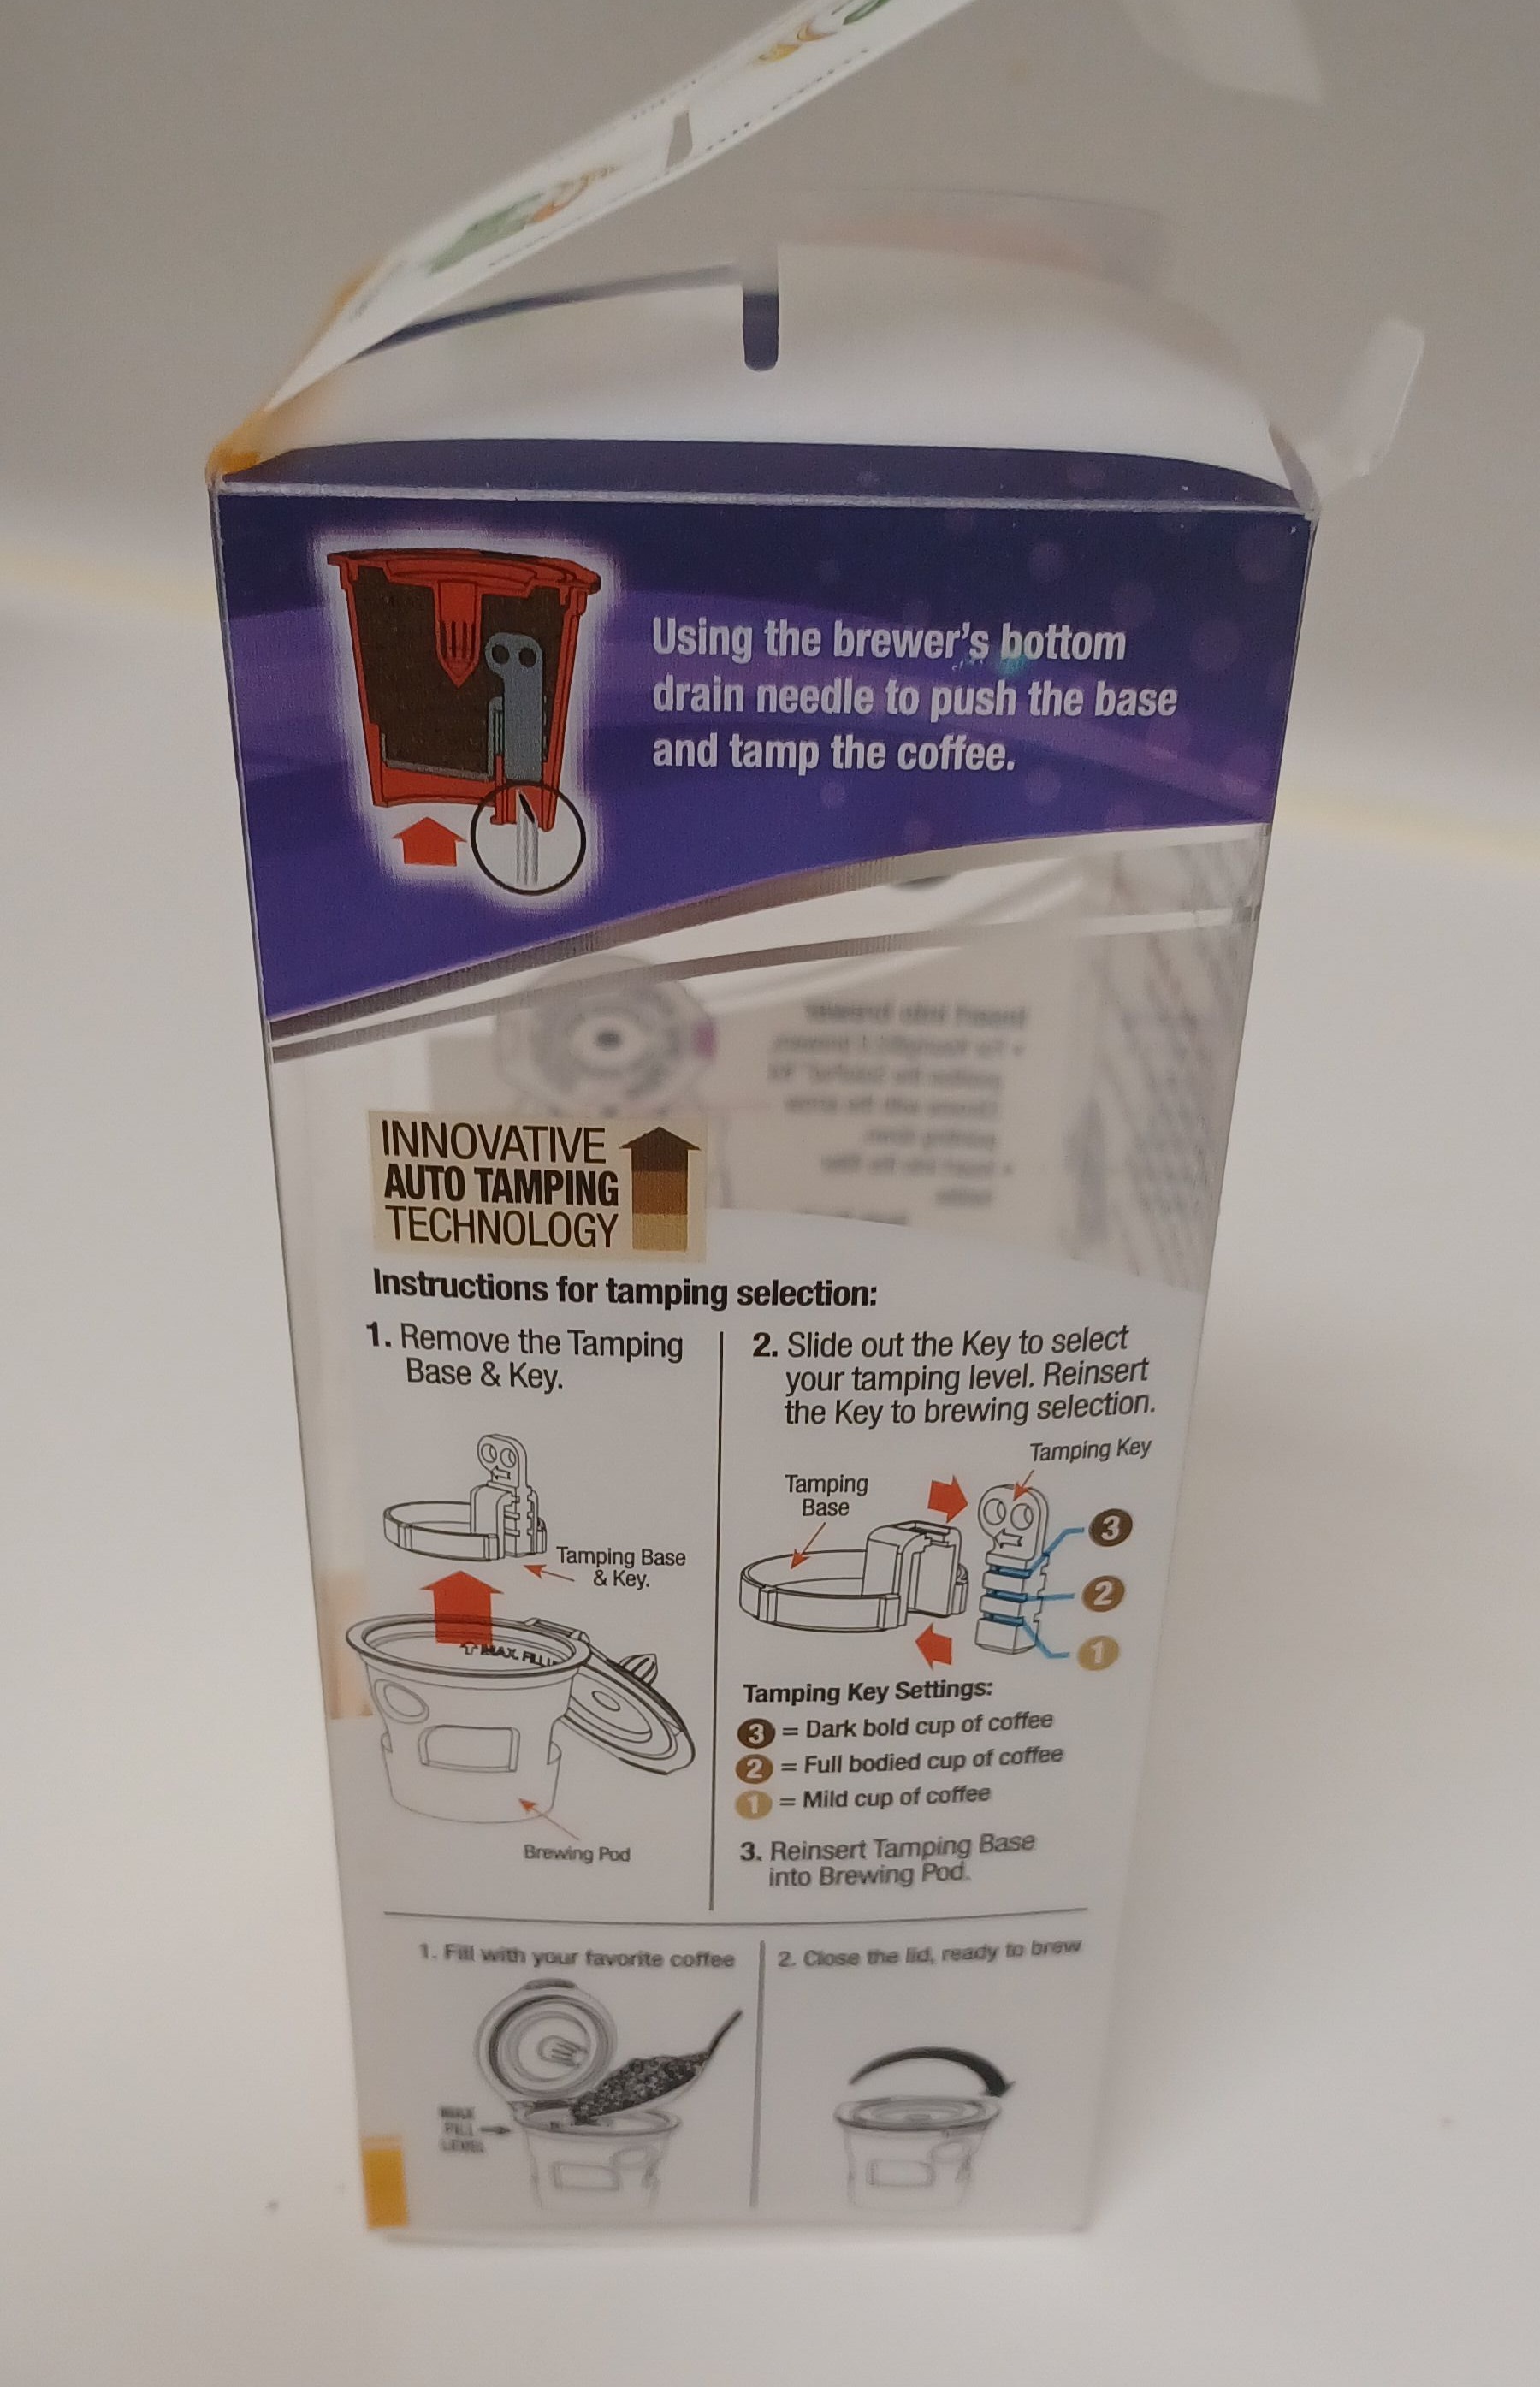 Using the brewer's bottom
drain needle to push the base
and tamp the coffee.
INNOVATIVE
AUTO TAMPING
TECHNOLOGY
Instructions for tamping selection:
1. Remove the Tamping
Base & Key.
Tamping Base
& Key.
MAX. FILL
Brewing Pod
2. Slide out the Key to select
your tamping level. Reinsert
the Key to brewing selection.
Tamping Key
Tamping
Base
3
2
1
Tamping Key Settings:
3 = Dark bold cup of coffee
2 = Full bodied cup of coffee
1 = Mild cup of coffee
3. Reinsert Tamping Base
into Brewing Pod.
1. Fill with your favorite coffee
MAX
FILL
LEVEL
2. Close the lid, ready to brew